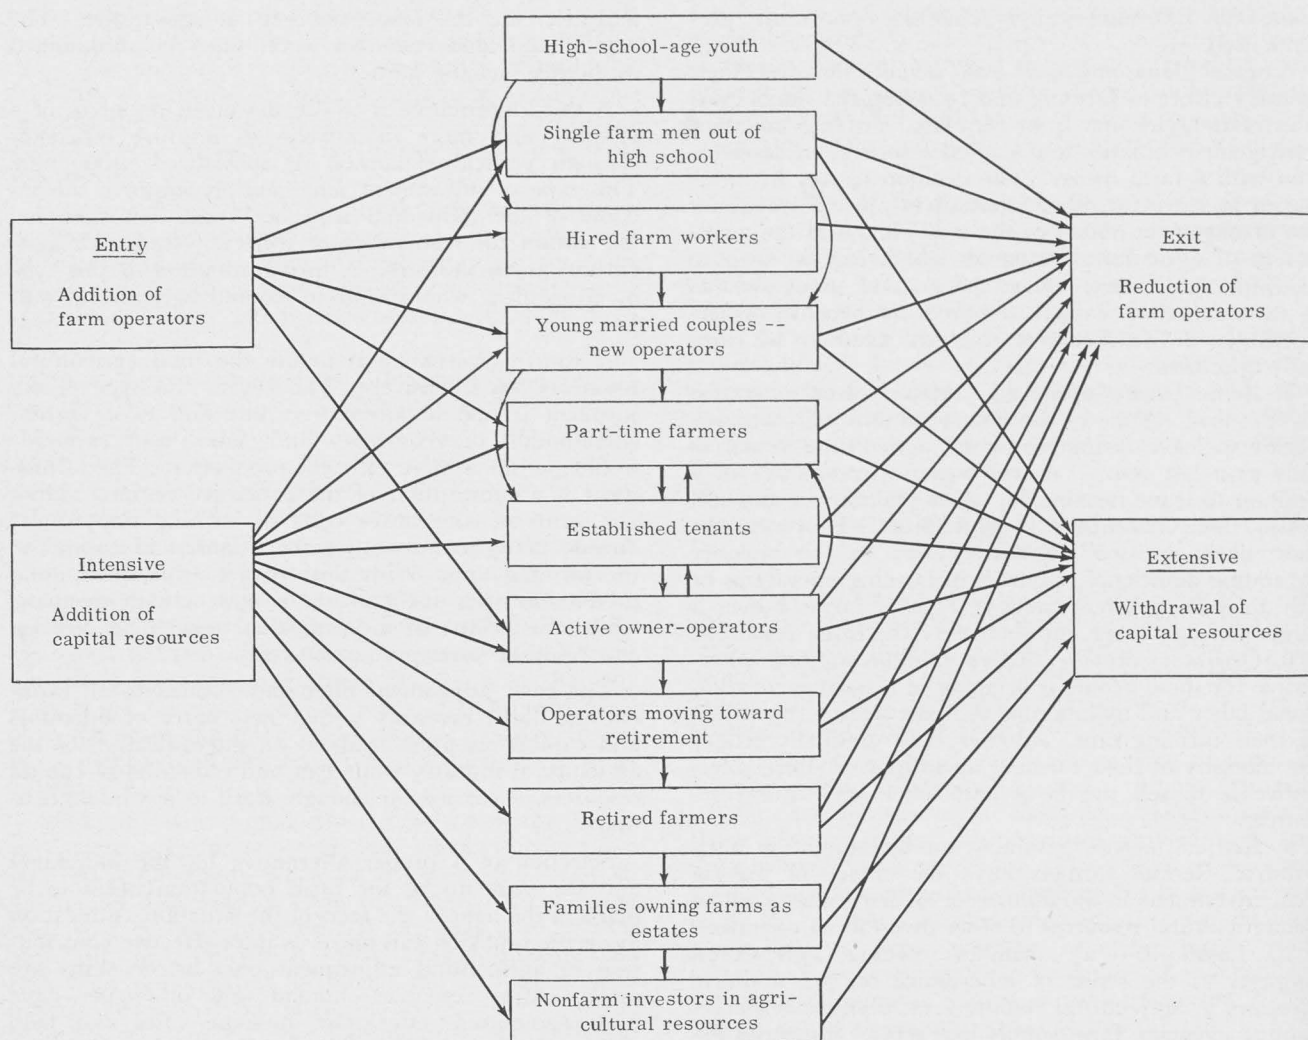 High-school-age youth
Single farm men out of
high school
Hired farm workers
Young married couples --
new operators
Part-time farmers
Established tenants
Active owner-operators
Operators moving toward
retirement
Retired farmers
Families owning farms as
estates
Nonfarm investors in agri-
cultural resources
Entry
Addition of
farm operators
Intensive
Addition of
capital resources
Exit
Reduction of
farm operators
Extensive
Withdrawal of
capital resources